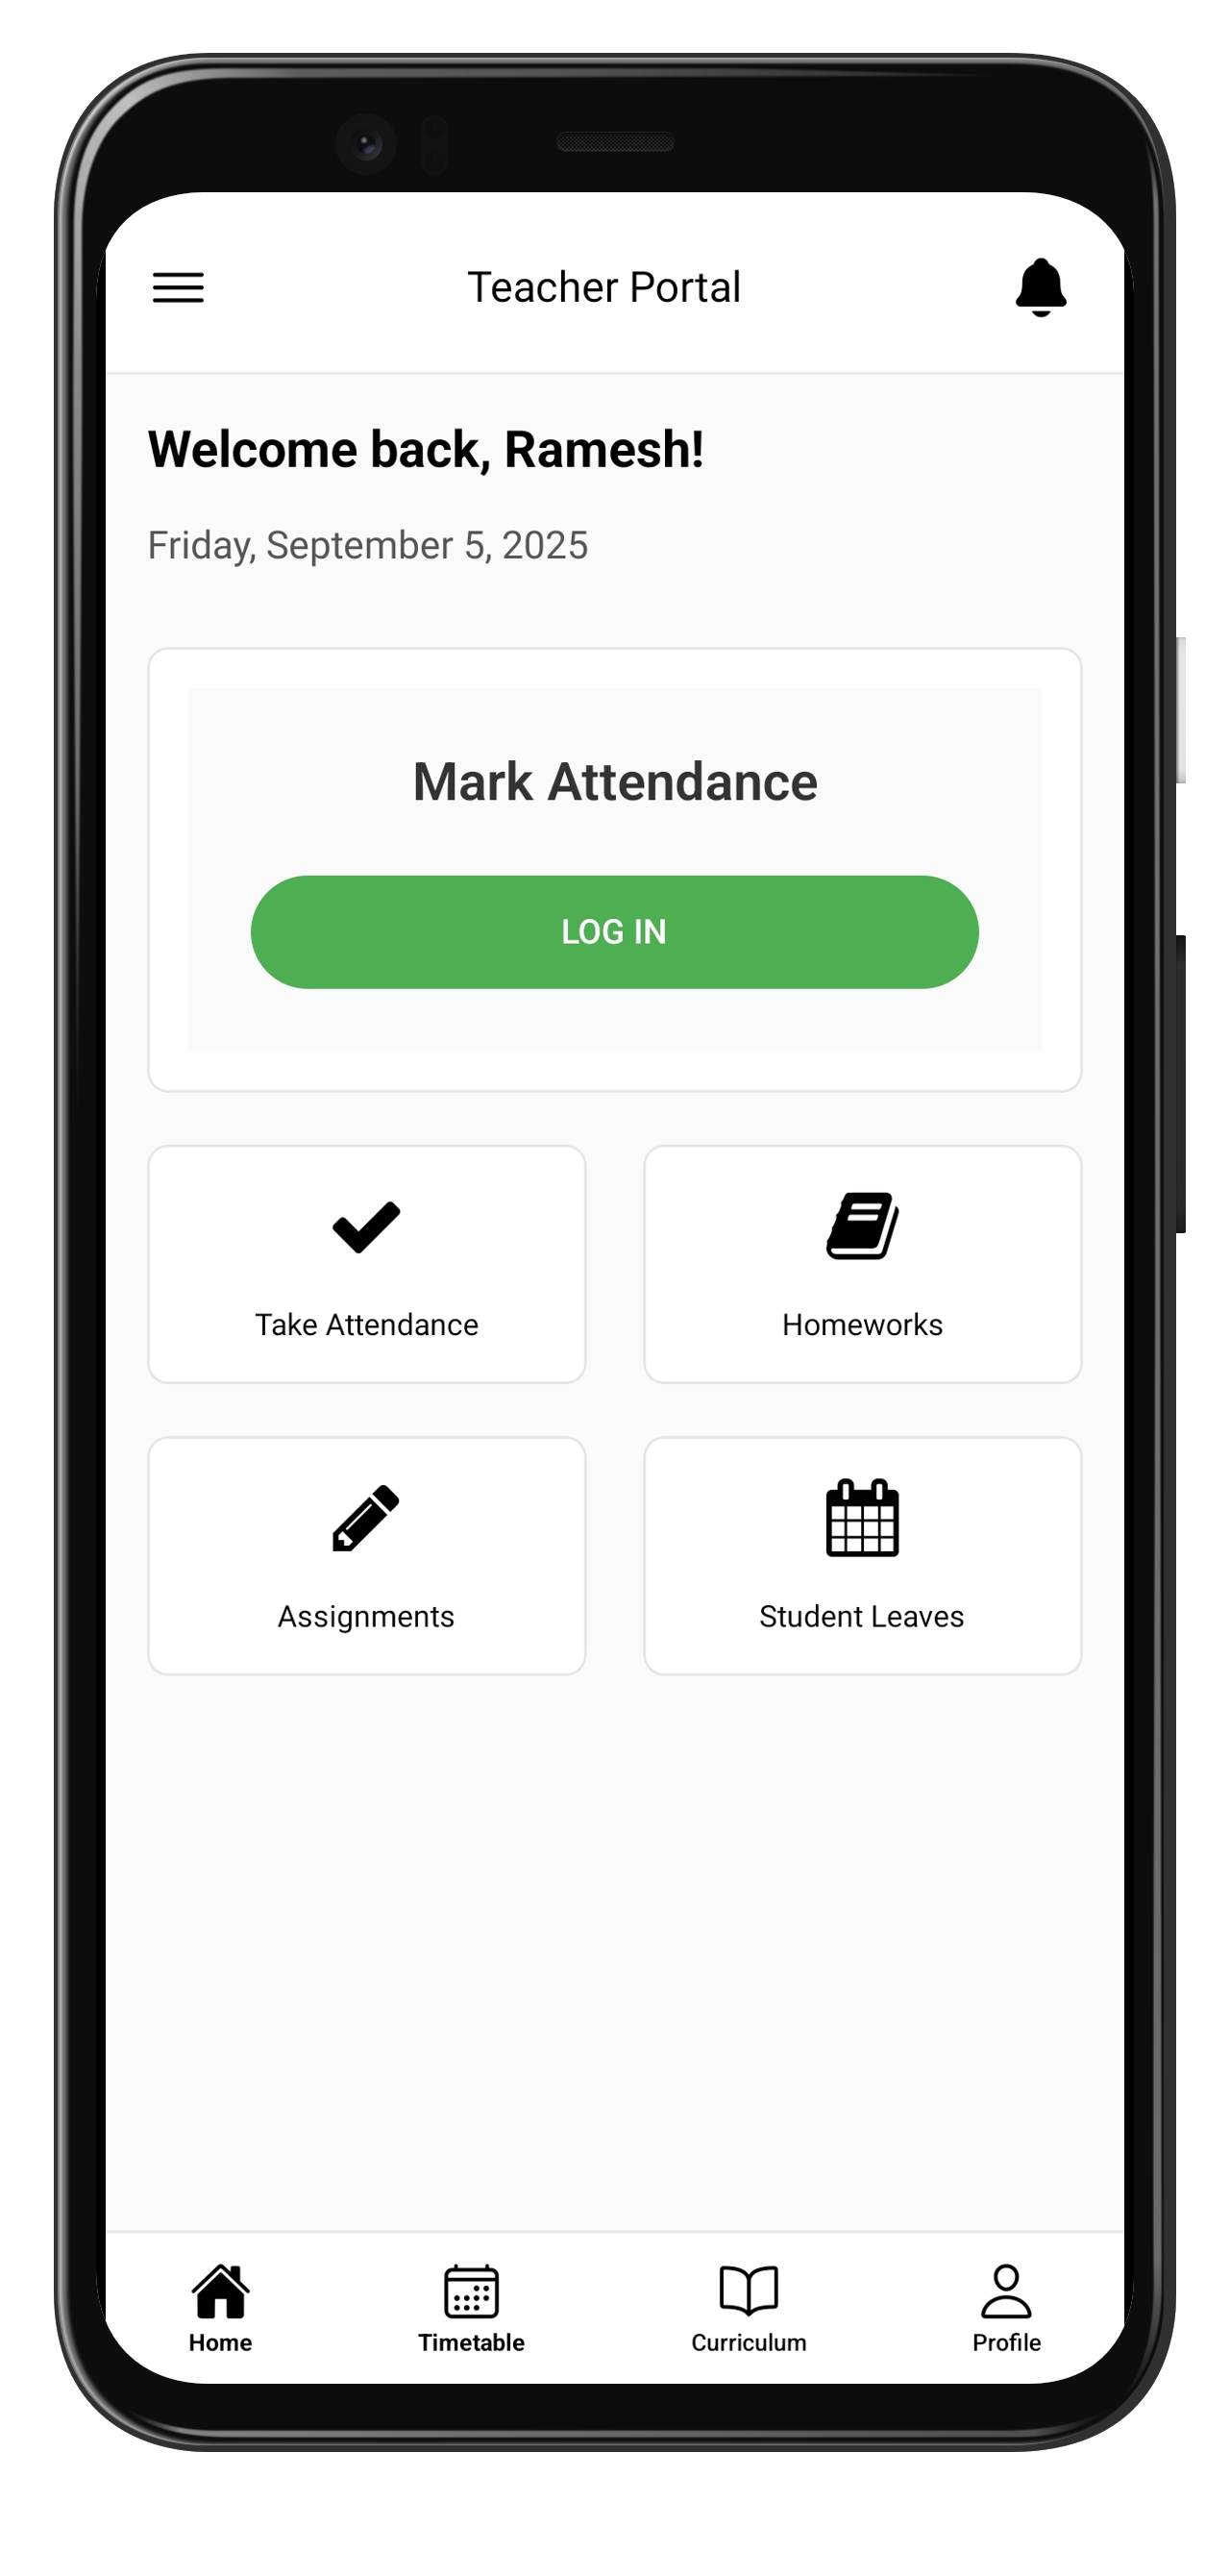 Teacher Portal
Welcome back, Ramesh!
Friday, September 5, 2025
Mark Attendance
LOG IN
Take Attendance
Homeworks
Assignments
Student Leaves
Home
Timetable
Curriculum
Profile